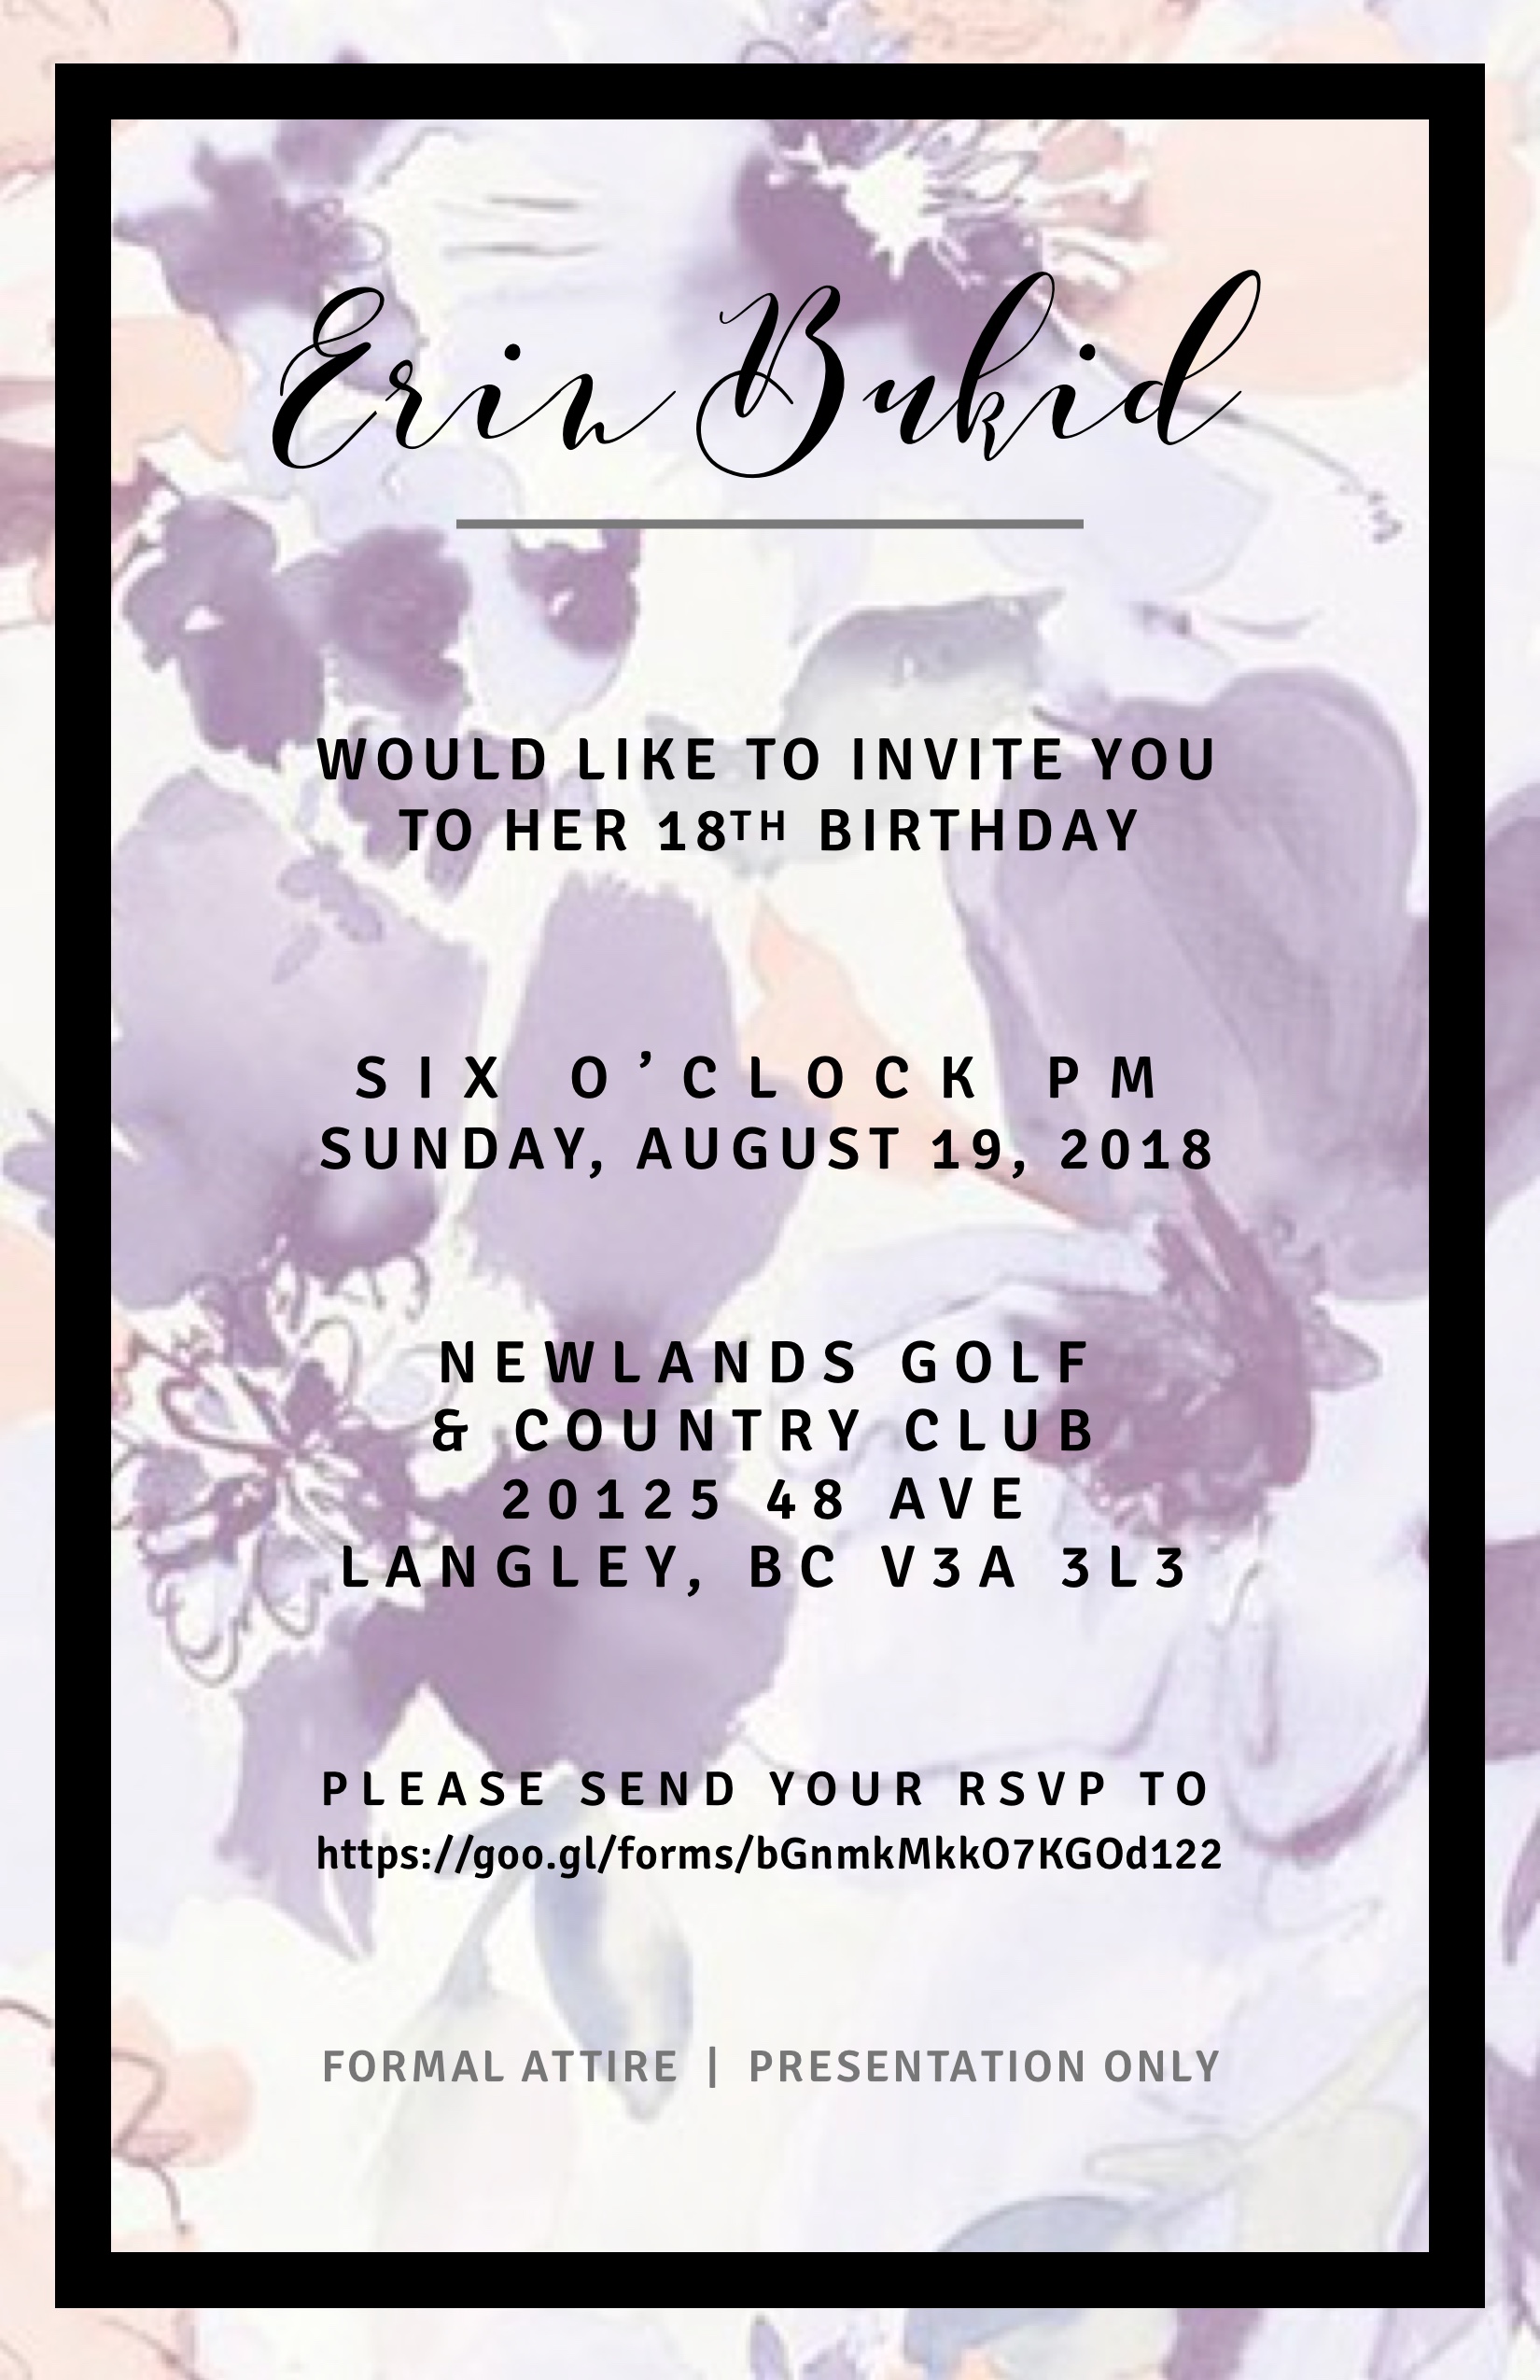 Erin Bukid
WOULD LIKE TO INVITE YOU
TO HER 18TH BIRTHDAY
SIX O’CLOCK PM
SUNDAY, AUGUST 19, 2018
NEWLANDS GOLF
& COUNTRY CLUB
20125 48 AVE
LANGLEY, BC V3A 3L3
PLEASE SEND YOUR RSVP TO
https://goo.gl/forms/bGnmkMkkO7KGOd122
FORMAL ATTIRE | PRESENTATION ONLY